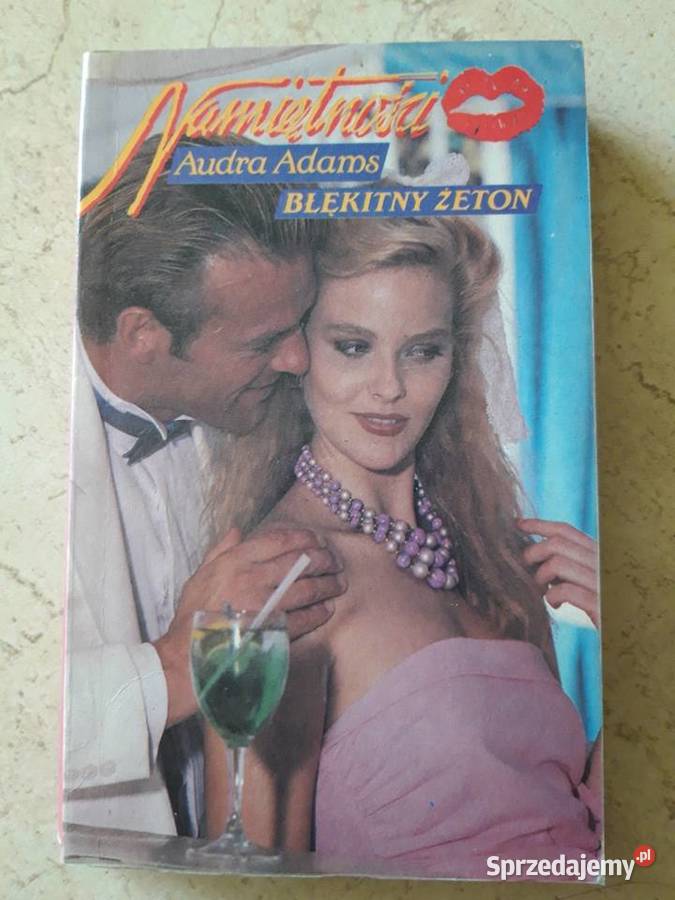 Namiętności
Audra Adams
BŁĘKITNY ŻETON
Sprzedajemy.pl